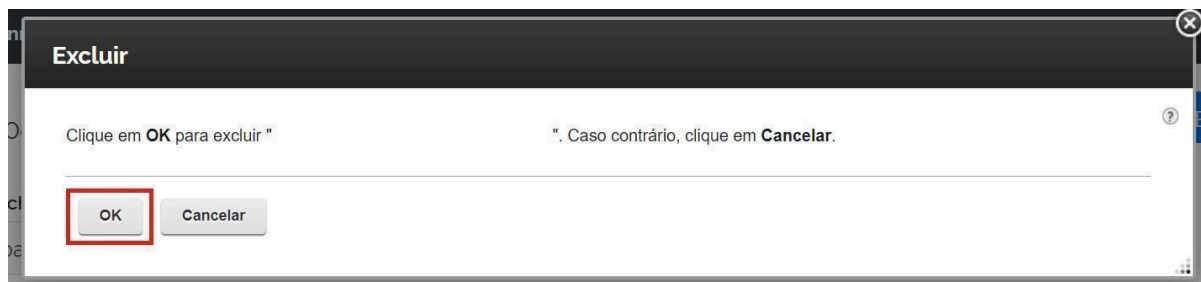 Excluir
Clique em OK para excluir " ". Caso contrário, clique em Cancelar.
OK Cancelar